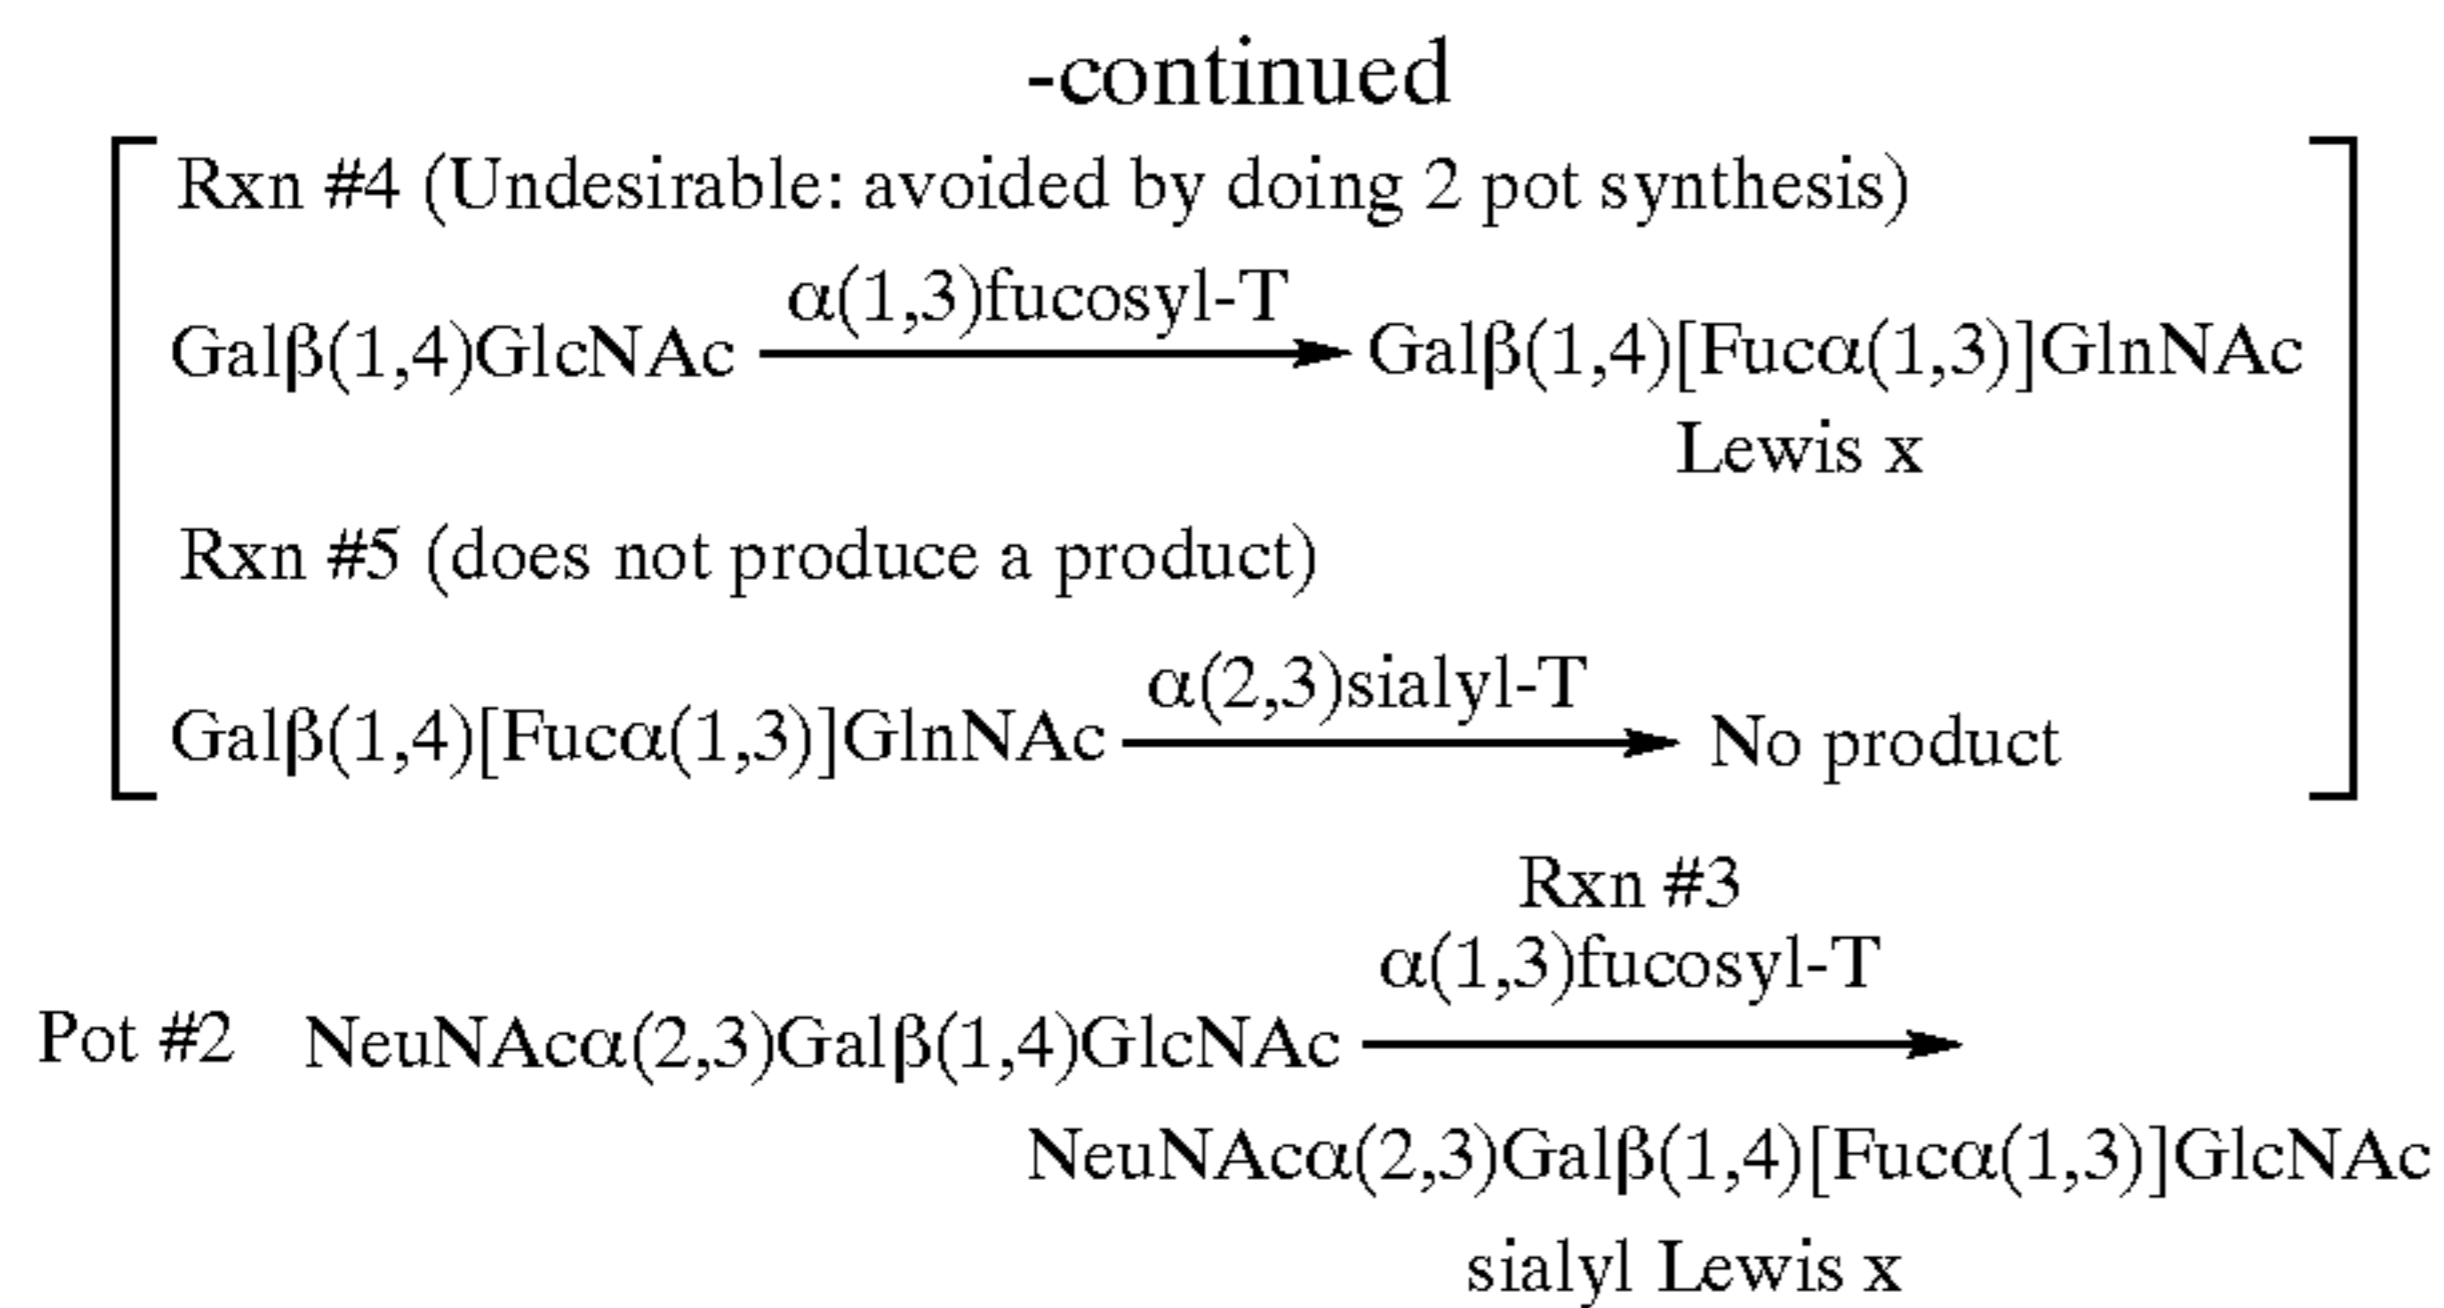 -continued
Rxn #4 (Undesirable: avoided by doing 2 pot synthesis)
α(1,3)fucosyl-T
Galβ(1,4)GlcNAc Galβ(1,4)[Fucα(1,3)]GlnNAc
Lewis x
Rxn #5 (does not produce a product)
α(2,3)sialyl-T
Galβ(1,4)[Fucα(1,3)]GlnNAc No product
Rxn #3
α(1,3)fucosyl-T
Pot #2 NeuNAcα(2,3)Galβ(1,4)GlcNAc
NeuNAcα(2,3)Galβ(1,4)[Fucα(1,3)]GlcNAc
sialyl Lewis x